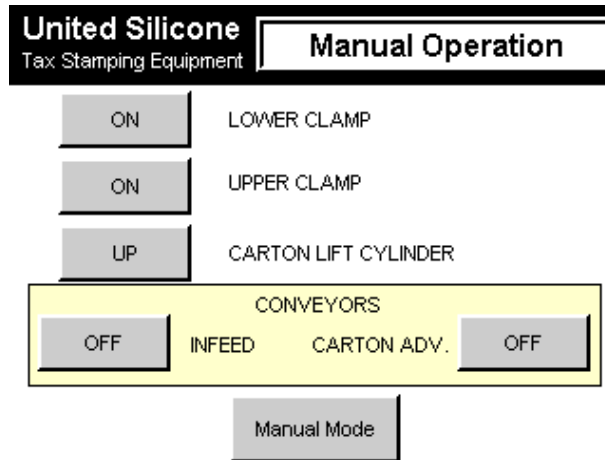 United Silicone
Tax Stamping Equipment
Manual Operation
ON LOWER CLAMP
ON UPPER CLAMP
UP CARTON LIFT CYLINDER
CONVEYORS
OFF INFEED CARTON ADV. OFF
Manual Mode